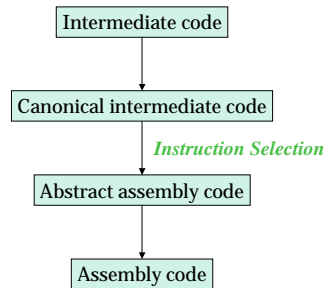 Intermediate code
Canonical intermediate code
Instruction Selection
Abstract assembly code
Assembly code